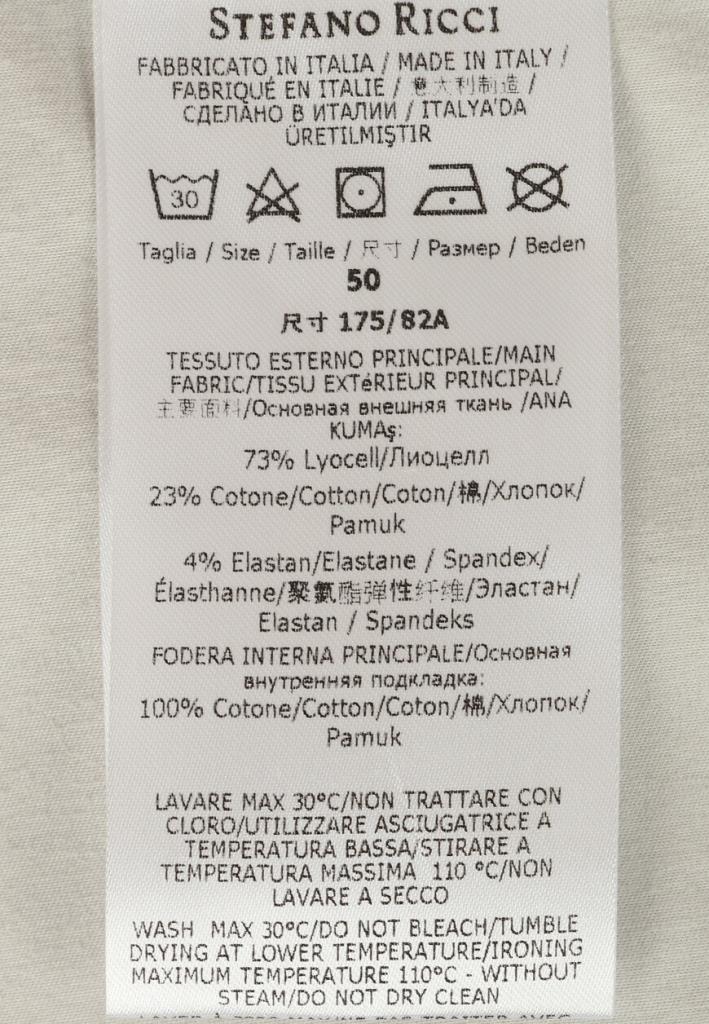 STEFANO RICCI
FABBRICATO IN ITALIA / MADE IN ITALY /
FABRIQUÉ EN ITALIE / 意大利制造 /
СДЕЛАНО В ИТАЛИИ / ITALYA'DA
ÜRETILMIŞTIR
30
Taglia / Size / Taille / 尺寸 / Размер / Beden
50
尺寸 175/82A
TESSUTO ESTERNO PRINCIPALE/MAIN
FABRIC/TISSU EXTéRIEUR PRINCIPAL/
主要面料/Основная внешняя ткань /ANA
KUMAş:
73% Lyocell/Лиоцелл
23% Cotone/Cotton/Coton/棉/Хлопок/
Pamuk
4% Elastan/Elastane / Spandex/
Élasthanne/聚氨酯弹性纤维/Эластан/
Elastan / Spandeks
FODERA INTERNA PRINCIPALE/Основная
внутренняя подкладка:
100% Cotone/Cotton/Coton/棉/Хлопок/
Pamuk
LAVARE MAX 30°C/NON TRATTARE CON
CLORO/UTILIZZARE ASCIUGATRICE A
TEMPERATURA BASSA/STIRARE A
TEMPERATURA MASSIMA 110 °C/NON
LAVARE A SECCO
WASH MAX 30°C/DO NOT BLEACH/TUMBLE
DRYING AT LOWER TEMPERATURE/IRONING
MAXIMUM TEMPERATURE 110°C - WITHOUT
STEAM/DO NOT DRY CLEAN